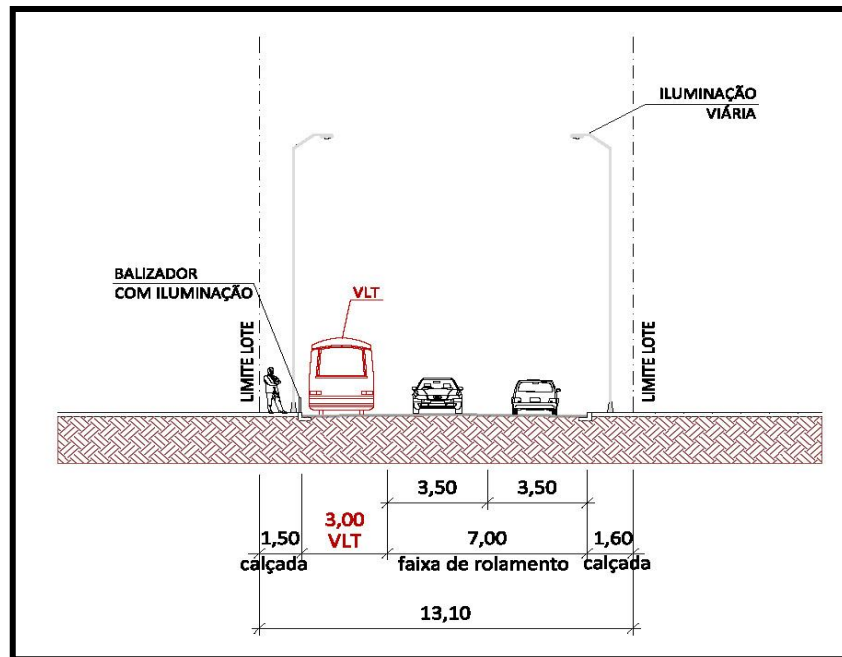 ILUMINAÇÃO
VIÁRIA
BALIZADOR
COM ILUMINAÇÃO
VLT
LIMITE LOTE
LIMITE LOTE
3,50
3,50
1,50
3,00
7,00
1,60
calçada
VLT
faixa de rolamento
calçada
13,10